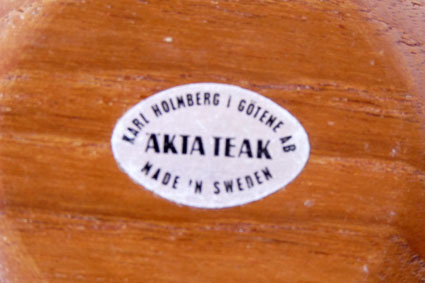 KARL HOLMBERG I GÖTENE AB
ÄKTA TEAK
MADE IN SWEDEN